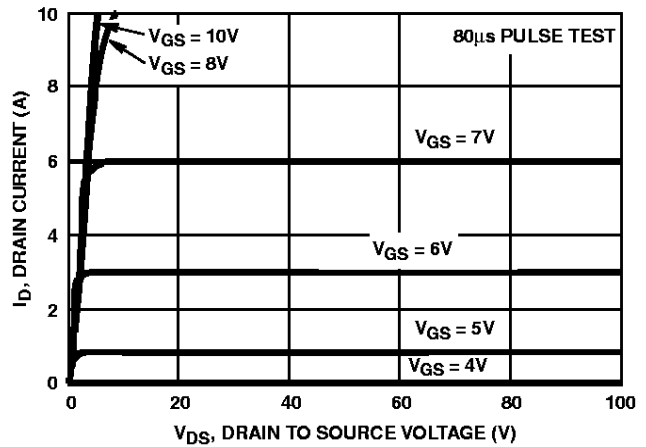 10
8
6
4
2
0
I_D, DRAIN CURRENT (A)
V_GS = 10V
V_GS = 8V
80μs PULSE TEST
V_GS = 7V
V_GS = 6V
V_GS = 5V
V_GS = 4V
0 20 40 60 80 100
V_DS, DRAIN TO SOURCE VOLTAGE (V)